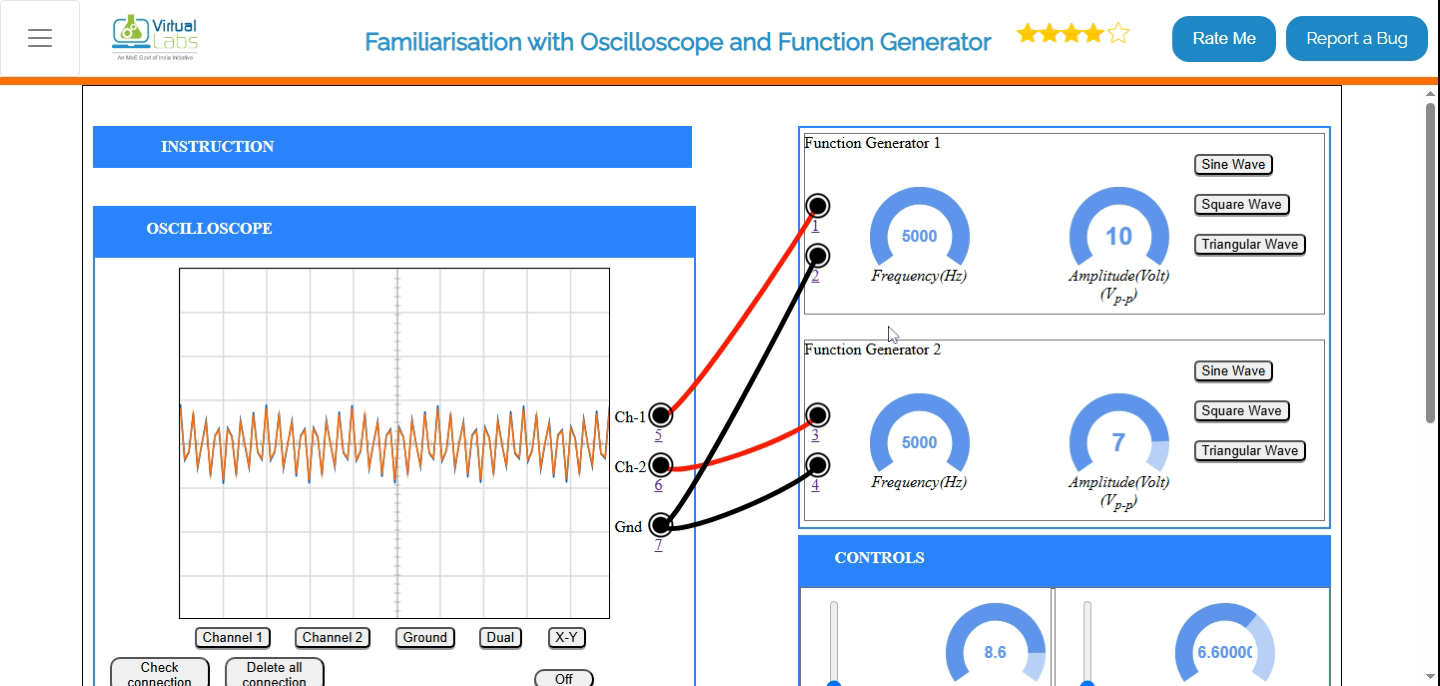 Virtual
Labs
An MoE Govt of India Initiative
Familiarisation with Oscilloscope and Function Generator
Rate Me
Report a Bug
INSTRUCTION
OSCILLOSCOPE
Ch-1
5
Ch-2
6
Gnd
7
Channel 1
Channel 2
Ground
Dual
X-Y
Check
connection
Delete all
connection
Off
Function Generator 1
1
2
5000
Frequency(Hz)
10
Amplitude(Volt)
(Vp-p)
Sine Wave
Square Wave
Triangular Wave
Function Generator 2
3
4
5000
Frequency(Hz)
7
Amplitude(Volt)
(Vp-p)
Sine Wave
Square Wave
Triangular Wave
CONTROLS
8.6
6.60000